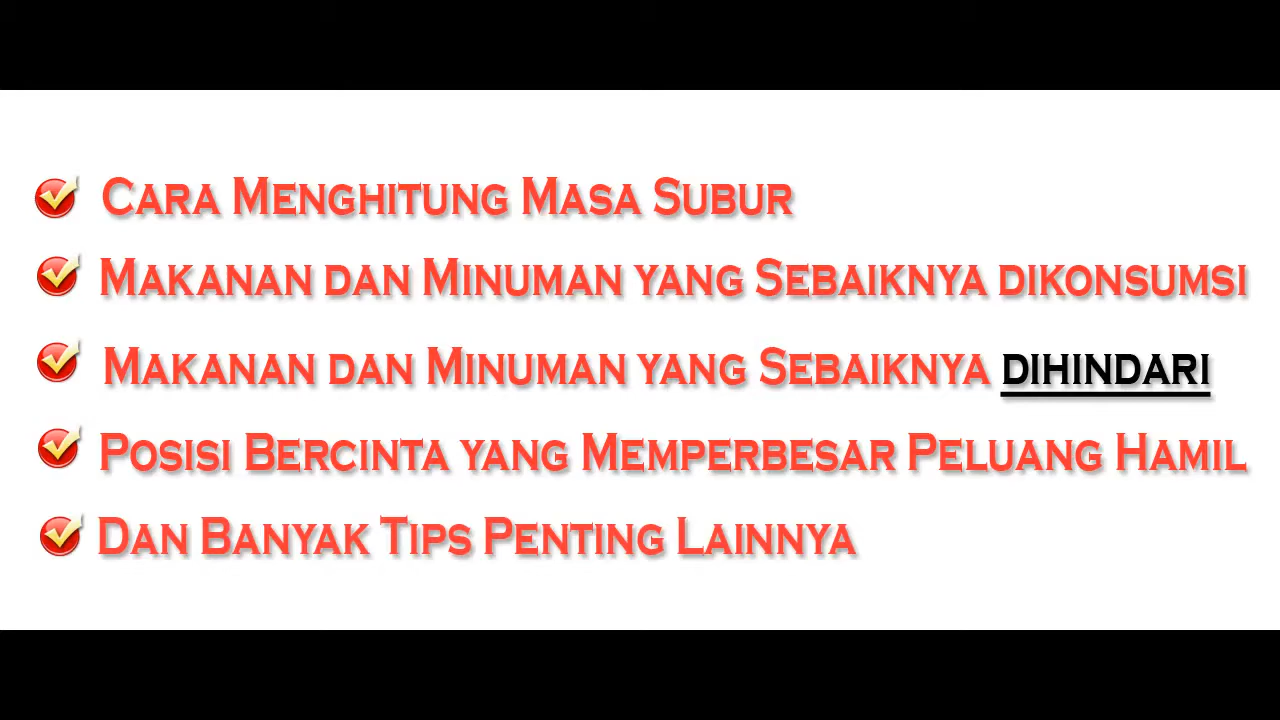 Cara Menghitung Masa Subur
Makanan dan Minuman yang Sebaiknya dikonsumsi
Makanan dan Minuman yang Sebaiknya dihindari
Posisi Bercinta yang Memperbesar Peluang Hamil
Dan Banyak Tips Penting Lainnya